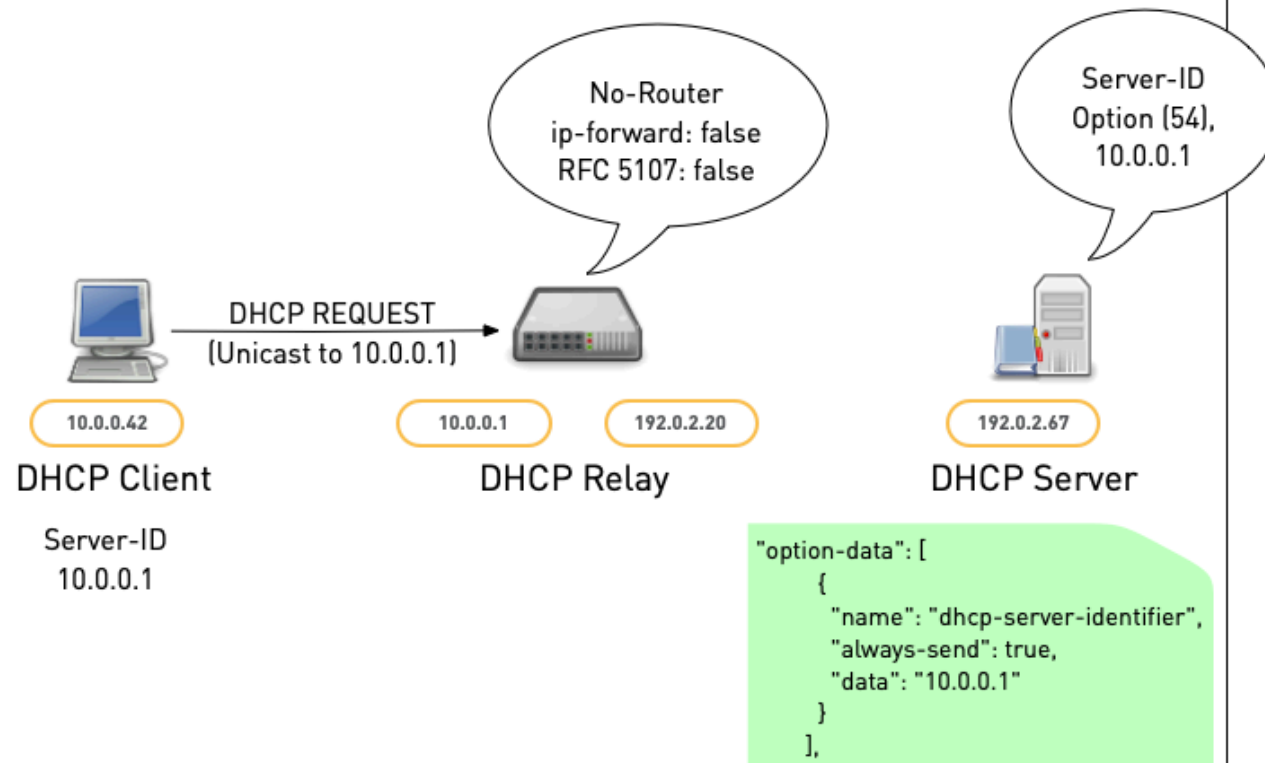 No-Router
ip-forward: false
RFC 5107: false
Server-ID
Option (54),
10.0.0.1
DHCP REQUEST
(Unicast to 10.0.0.1)
10.0.0.42
10.0.0.1
192.0.2.20
192.0.2.67
DHCP Client
DHCP Relay
DHCP Server
Server-ID
10.0.0.1
"option-data": [
{
"name": "dhcp-server-identifier",
"always-send": true,
"data": "10.0.0.1"
}
],